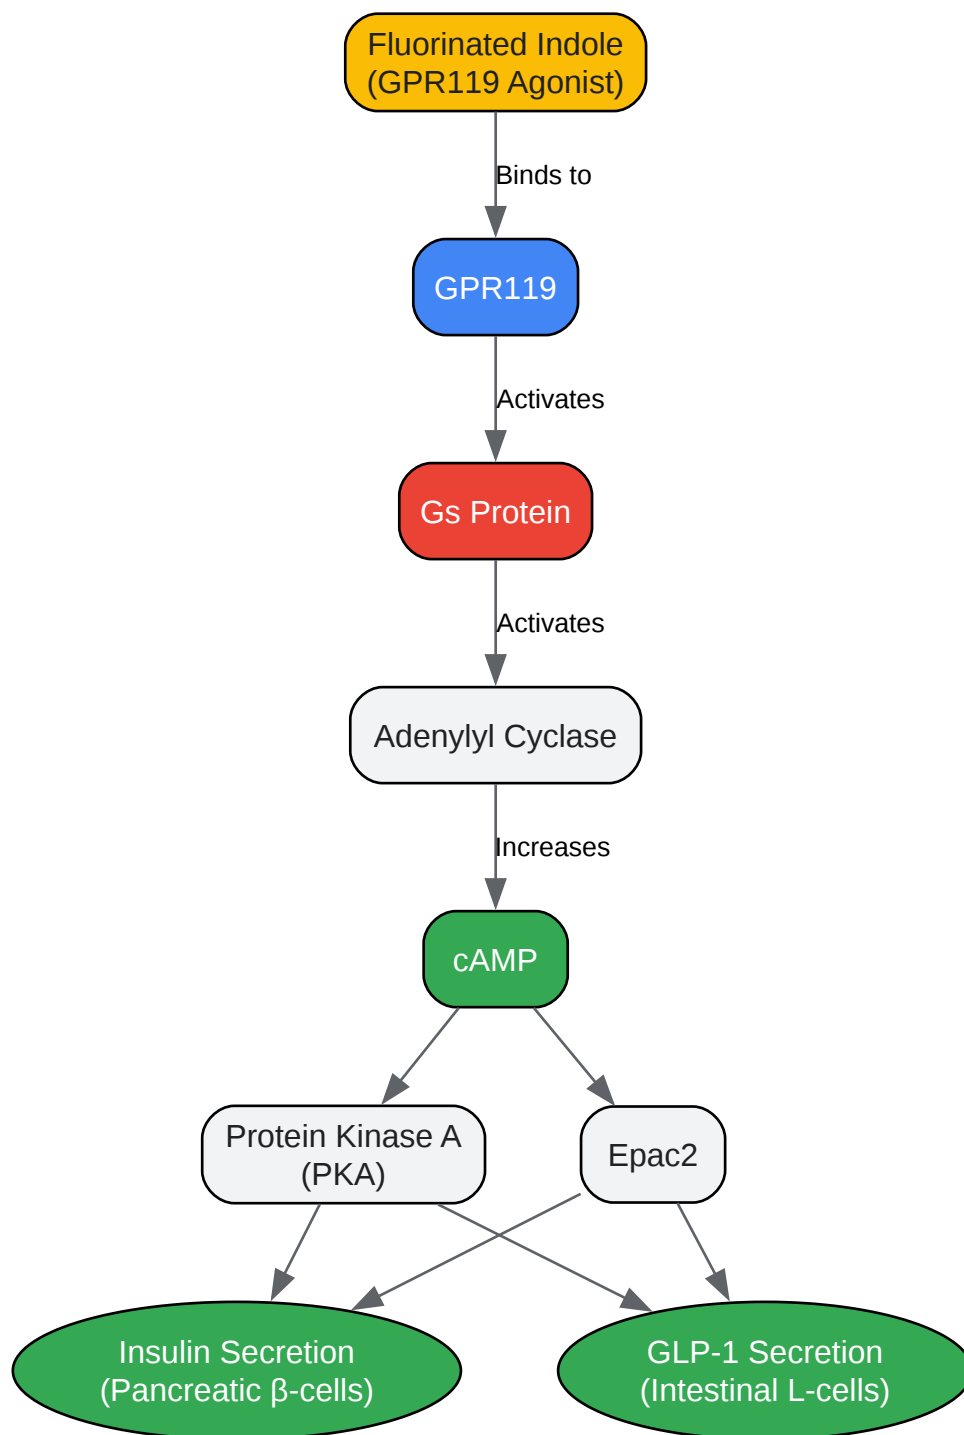 Fluorinated Indole
(GPR119 Agonist)
Binds to
GPR119
Activates
Gs Protein
Activates
Adenylyl Cyclase
Increases
cAMP
Protein Kinase A
(PKA)
Epac2
Insulin Secretion
(Pancreatic β-cells)
GLP-1 Secretion
(Intestinal L-cells)